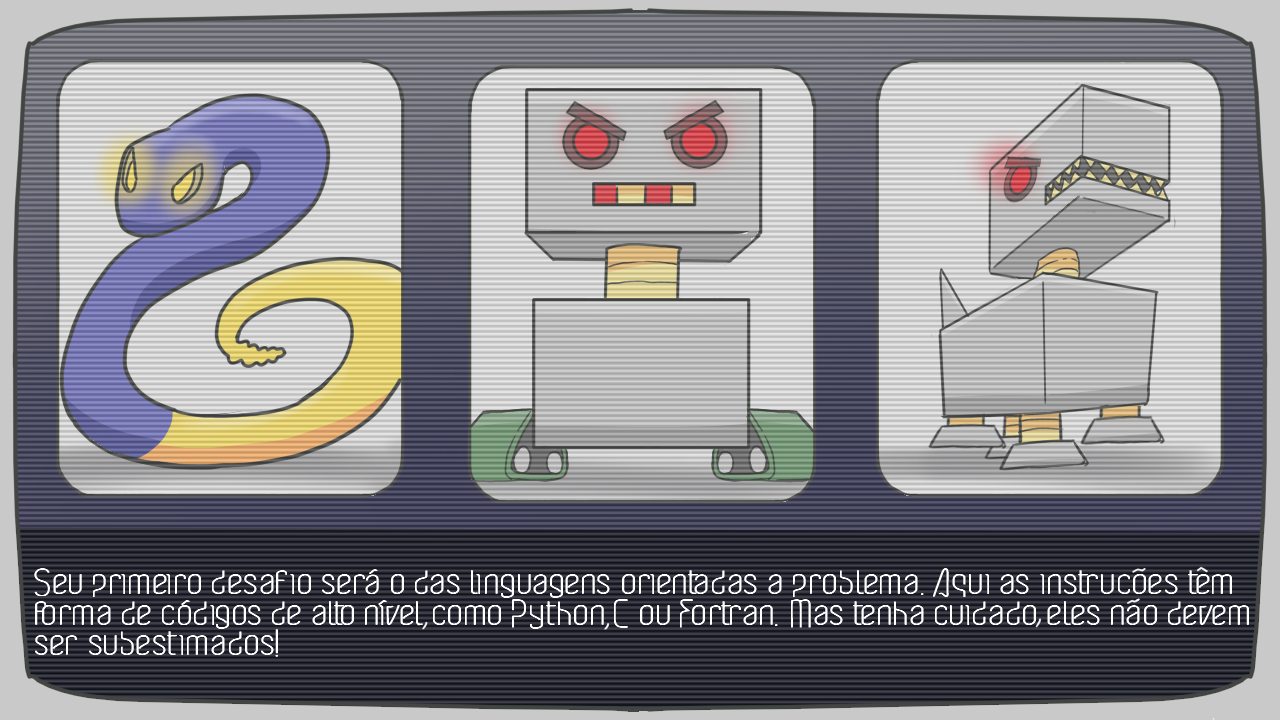 Seu primeiro desafio será o das linguagens orientadas a problema. Aqui as instruções têm
forma de códigos de alto nível, como Python, C ou Fortran. Mas tenha cuidado, eles não devem
ser subestimados!